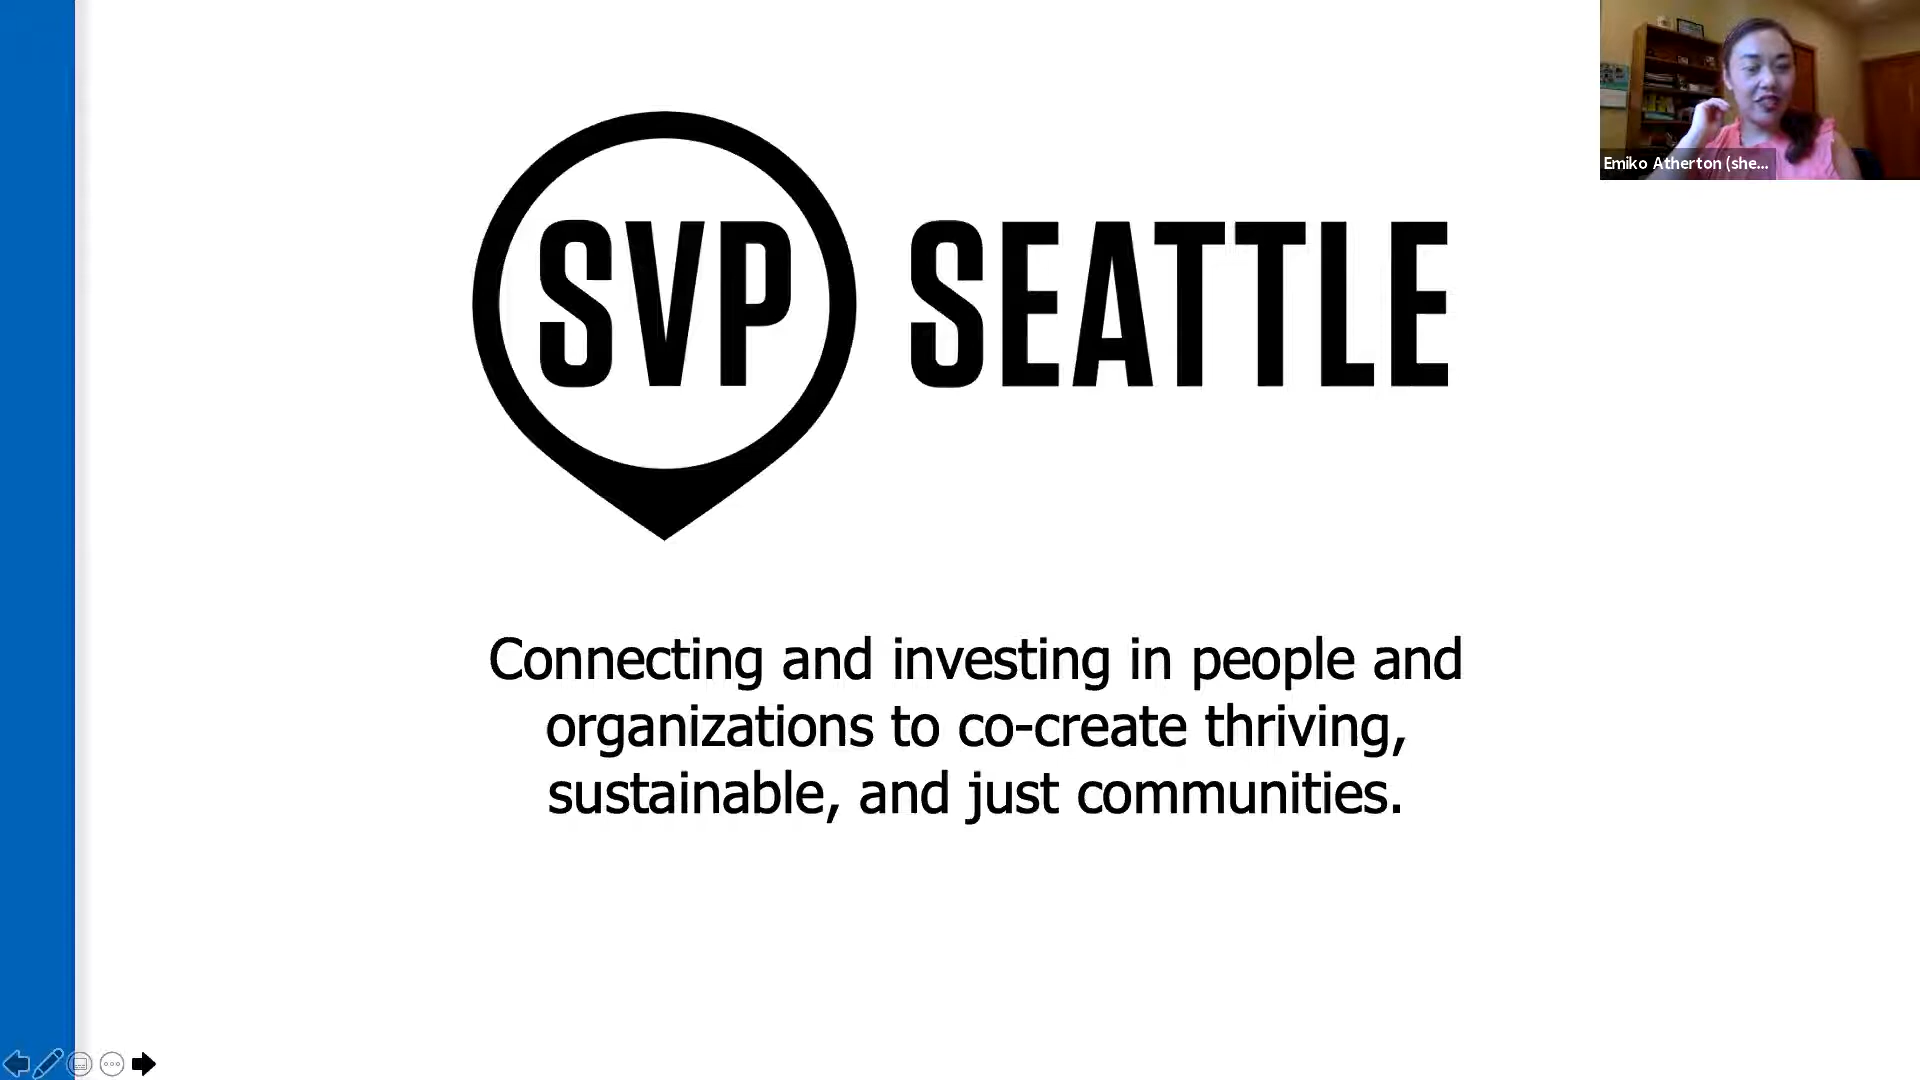 SVP SEATTLE
Emiko Atherton (she...
Connecting and investing in people and
organizations to co-create thriving,
sustainable, and just communities.